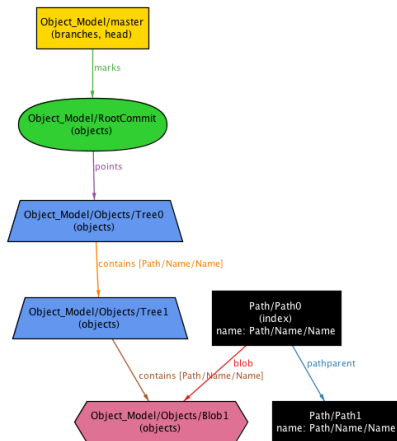 Object_Model/master
(branches, head)
marks
Object_Model/RootCommit
(objects)
points
Object_Model/Objects/Tree0
(objects)
contains [Path/Name/Name]
Object_Model/Objects/Tree1
(objects)
Path/Path0
(index)
name: Path/Name/Name
blob
pathparent
contains [Path/Name/Name]
Object_Model/Objects/Blob1
(objects)
Path/Path1
name: Path/Name/Name